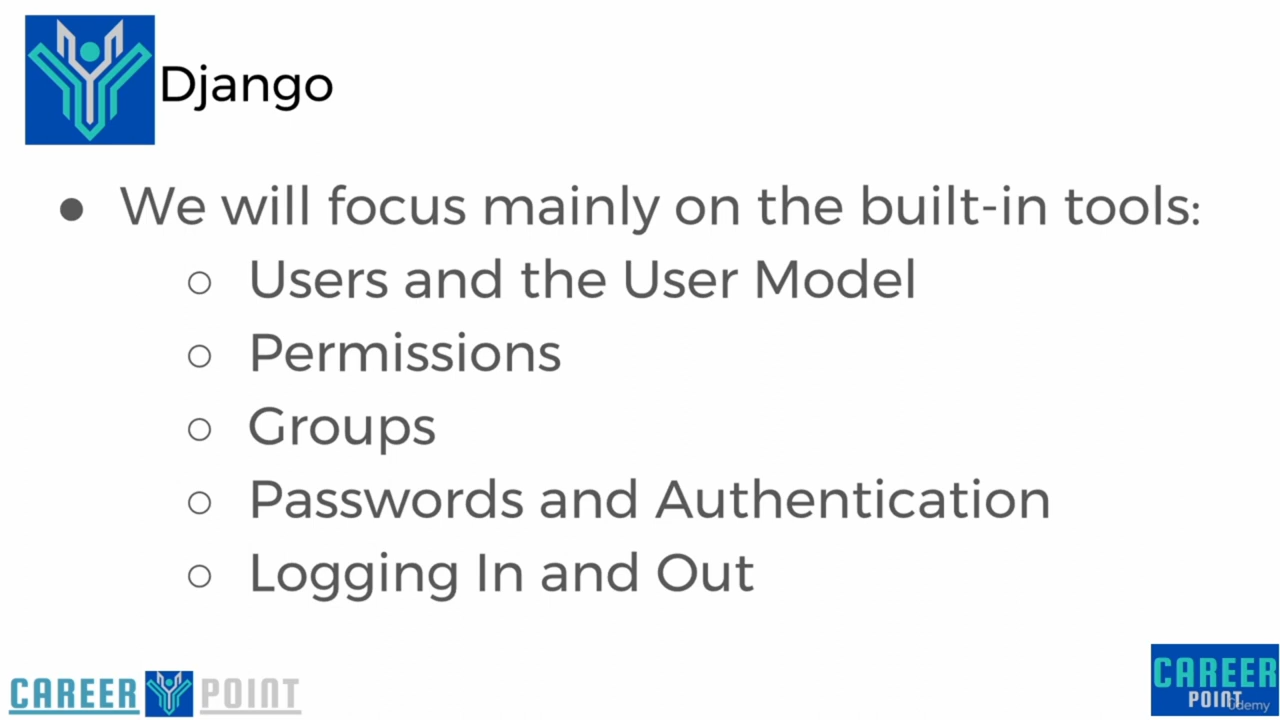 Django
● We will focus mainly on the built-in tools:
○ Users and the User Model
○ Permissions
○ Groups
○ Passwords and Authentication
○ Logging In and Out
CAREER POINT
CAREER
POINT
ûdemy